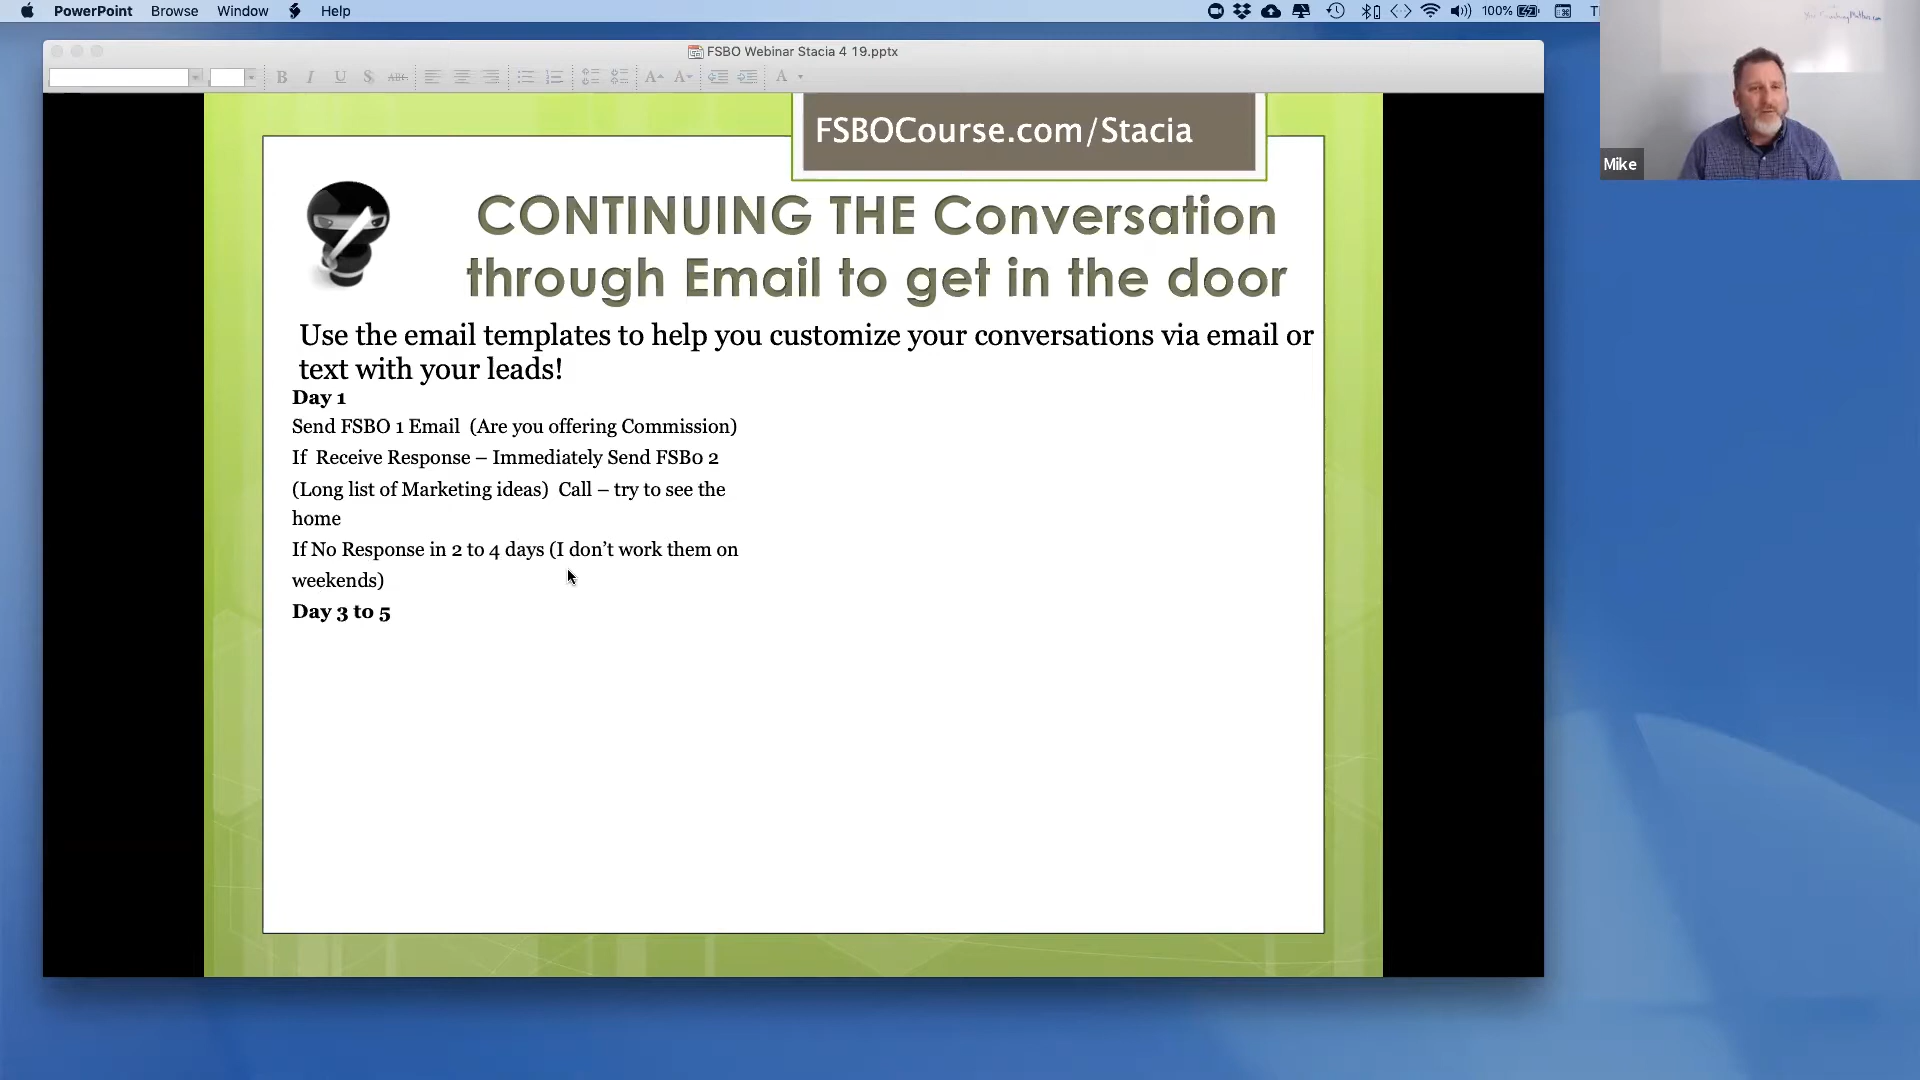 PowerPoint Browse Window Help
100%
FSBO Webinar Stacia 4 19.pptx
B I U S ABC A A A
Mike
FSBOCourse.com/Stacia
CONTINUING THE Conversation
through Email to get in the door
Use the email templates to help you customize your conversations via email or
text with your leads!
Day 1
Send FSBO 1 Email (Are you offering Commission)
If Receive Response – Immediately Send FSB0 2
(Long list of Marketing ideas) Call – try to see the
home
If No Response in 2 to 4 days (I don’t work them on
weekends)
Day 3 to 5